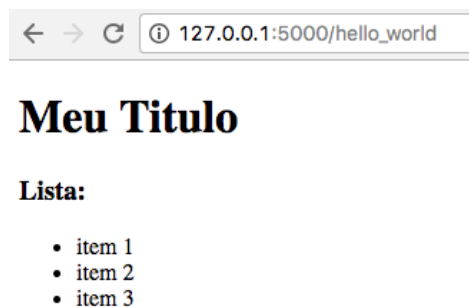 127.0.0.1:5000/hello_world
Meu Titulo
Lista:
• item 1
• item 2
• item 3